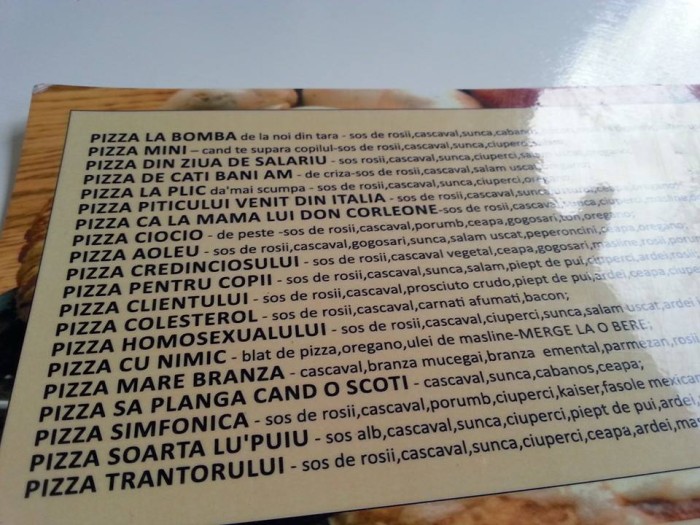 PIZZA LA BOMBA de la noi din tara - sos de rosii,cascaval,sunca,cabanos
PIZZA MINI – cand te supara copilul-sos de rosii,cascaval,sunca,ciuperci
PIZZA DIN ZIUA DE SALARIU - sos rosii,cascaval,sunca,ciuperci
PIZZA DE CATI BANI AM - de criza-sos de rosii,cascaval,salam uscat
PIZZA LA PLIC da'mai scumpa - sos de rosii,cascaval,sunca,ciuperci
PIZZA PITICULUI VENIT DIN ITALIA - sos de rosii,cascaval,sunca
PIZZA CA LA MAMA LUI DON CORLEONE-sos de rosii,cascaval
PIZZA CIOCIO - de peste -sos de rosii,cascaval,porumb,ceapa,gogosari,ton,oregano;
PIZZA AOLEU - sos de rosii,cascaval,gogosari,sunca,salam uscat,peperoncini,ceapa,oregano
PIZZA CREDINCIOSULUI - sos de rosii,cascaval vegetal,ceapa,gogosari,masline,rosii
PIZZA PENTRU COPII - sos de rosii,cascaval,sunca,salam,piept de pui
PIZZA CLIENTULUI - sos de rosii,cascaval,prosciuto crudo,piept de pui,ardei,ceapa
PIZZA COLESTEROL - sos de rosii,cascaval,carnati afumati,bacon;
PIZZA HOMOSEXUALULUI - sos de rosii,cascaval,ciuperci,sunca,salam uscat,ardei
PIZZA CU NIMIC - blat de pizza,oregano,ulei de masline-MERGE LA O BERE;
PIZZA MARE BRANZA - cascaval,branza mucegai,branza emental,parmezan,rosii
PIZZA SA PLANGA CAND O SCOTI - cascaval,sunca,cabanos,ceapa;
PIZZA SIMFONICA - sos de rosii,cascaval,porumb,ciuperci,kaiser,fasole mexicana
PIZZA SOARTA LU'PUIU - sos alb,cascaval,sunca,ciuperci,piept de pui,ardei
PIZZA TRANTORULUI - sos de rosii,cascaval,sunca,ciuperci,ceapa,ardei